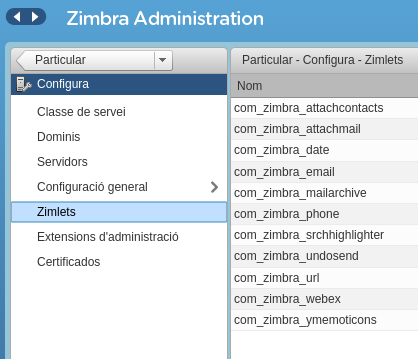 Zimbra Administration
Particular
Configura
Classe de servei
Dominis
Servidors
Configuració general
Zimlets
Extensions d'administració
Certificados
Particular - Configura - Zimlets
Nom
com_zimbra_attachcontacts
com_zimbra_attachmail
com_zimbra_date
com_zimbra_email
com_zimbra_mailarchive
com_zimbra_phone
com_zimbra_srchhighlighter
com_zimbra_undosend
com_zimbra_url
com_zimbra_webex
com_zimbra_ymemoticons